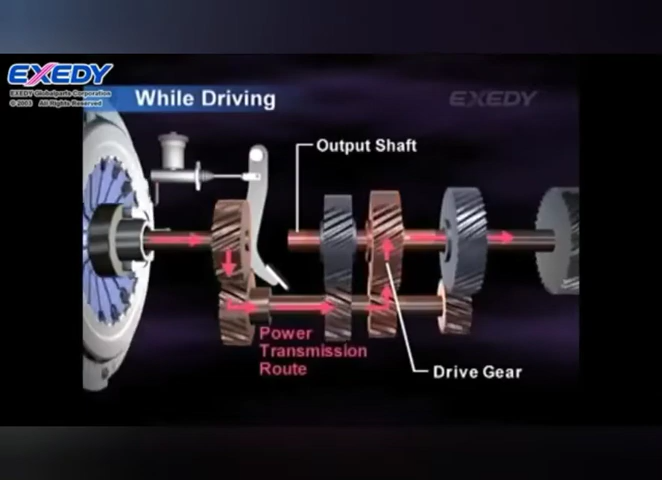 EXEDY
EXEDY Globalparts Corporation
© 2003 All Rights Reserved
While Driving
EXEDY
Output Shaft
Power
Transmission
Route
Drive Gear